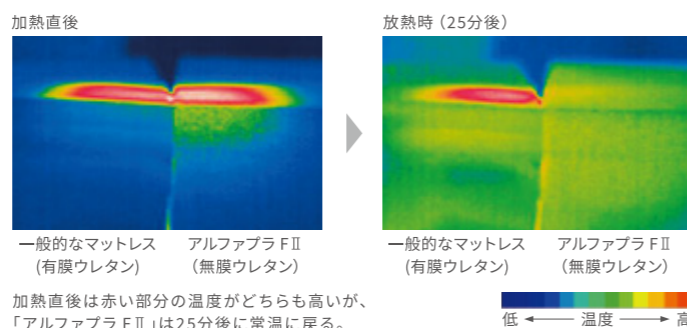 加熱直後
放熱時（25分後）
一般的なマットレス
(有膜ウレタン)
アルファプラ FⅡ
（無膜ウレタン）
一般的なマットレス
(有膜ウレタン)
アルファプラ FⅡ
（無膜ウレタン）
加熱直後は赤い部分の温度がどちらも高いが、
「アルファプラ FⅡ」は25分後に常温に戻る。
低 ← 温度 → 高